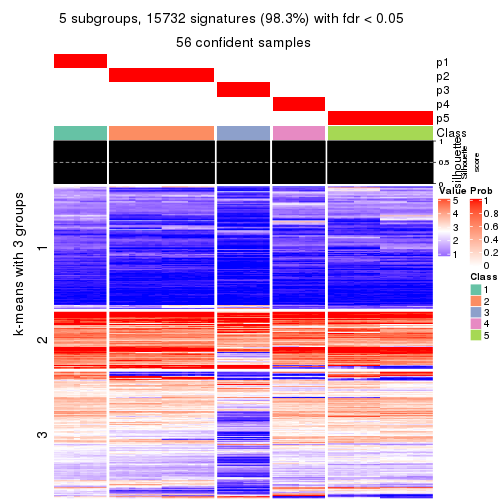 5 subgroups, 15732 signatures (98.3%) with fdr < 0.05
56 confident samples
p1
p2
p3
p4
p5
Class
1
0.5
0
silhouette
Silhouette
score
k-means with 3 groups
1
2
3
Value
5
4
3
2
1
Prob
1
0.8
0.6
0.4
0.2
0
Class
1
2
3
4
5